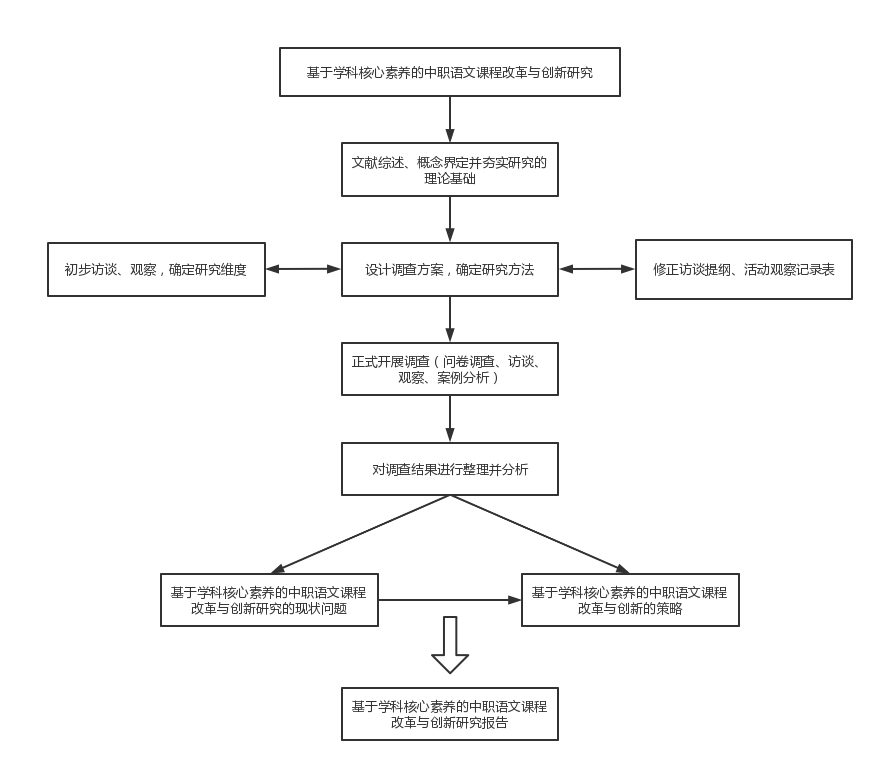 基于学科核心素养的中职语文课程改革与创新研究
文献综述、概念界定并夯实研究的
理论基础
初步访谈、观察，确定研究维度
设计调查方案，确定研究方法
修正访谈提纲、活动观察记录表
正式开展调查（问卷调查、访谈、
观察、案例分析）
对调查结果进行整理并分析
基于学科核心素养的中职语文课程
改革与创新研究的现状问题
基于学科核心素养的中职语文课程
改革与创新的策略
基于学科核心素养的中职语文课程
改革与创新研究报告